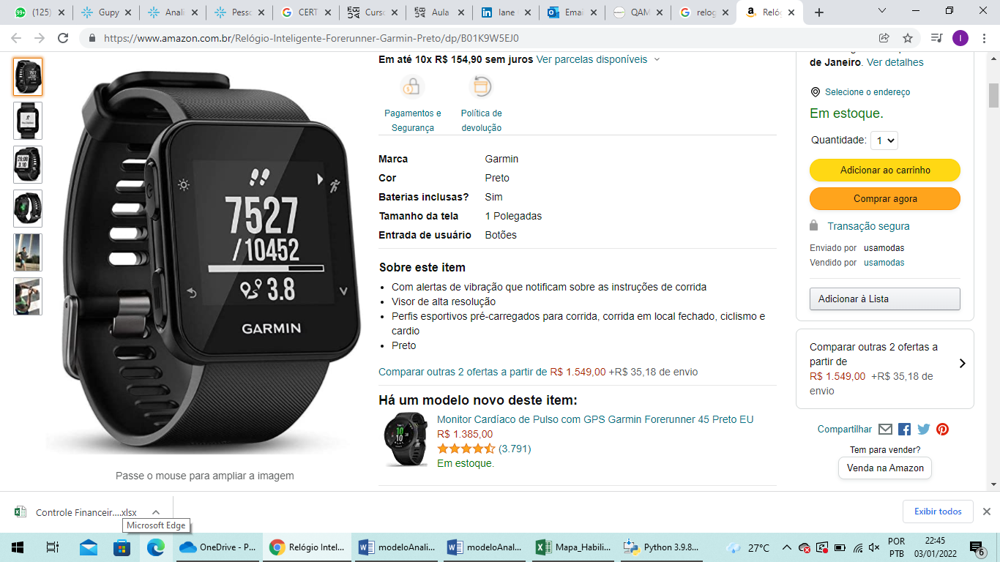 (125)
Gupy
Anali
Pesso
CERT
Curso
Aula
Iane
Emai
QAM
relog
Reló
https://www.amazon.com.br/Relógio-Inteligente-Forerunner-Garmin-Preto/dp/B01K9W5EJ0
I
7527
/10452
3.8
GARMIN
Passe o mouse para ampliar a imagem
Em até 10x R$ 154,90 sem juros Ver parcelas disponíveis
Pagamentos e
Segurança
Política de
devolução
Marca Garmin
Cor Preto
Baterias inclusas? Sim
Tamanho da tela 1 Polegadas
Entrada de usuário Botões
Sobre este item
• Com alertas de vibração que notificam sobre as instruções de corrida
• Visor de alta resolução
• Perfis esportivos pré-carregados para corrida, corrida em local fechado, ciclismo e
cardio
• Preto
Comparar outras 2 ofertas a partir de R$ 1.549,00 +R$ 35,18 de envio
Há um modelo novo deste item:
Monitor Cardíaco de Pulso com GPS Garmin Forerunner 45 Preto EU
R$ 1.385,00
(3.791)
Em estoque.
de Janeiro. Ver detalhes
Selecione o endereço
Em estoque.
Quantidade: 1
Adicionar ao carrinho
Comprar agora
Transação segura
Enviado por usamodas
Vendido por usamodas
Adicionar à Lista
Comparar outras 2 ofertas a
partir de
R$ 1.549,00 +R$ 35,18 de
envio
Compartilhar
Tem para vender?
Venda na Amazon
Controle Financeir....xlsx
Exibir todos
Microsoft Edge
OneDrive - P...
Relógio Intel...
modeloAnali...
modeloAnal...
Mapa_Habili...
Python 3.9.8...
27°C
POR
PTB
22:45
03/01/2022
6